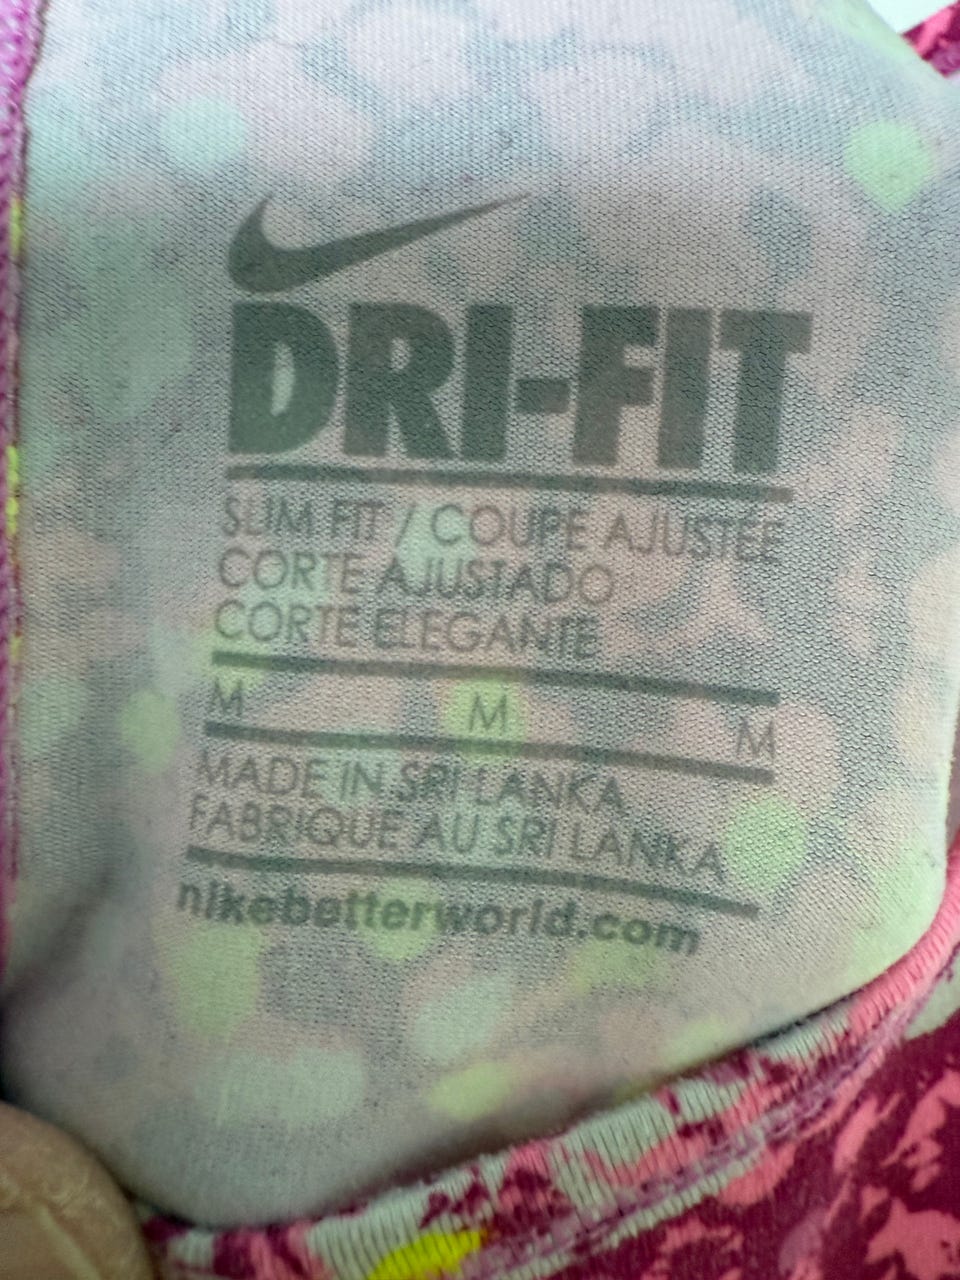 DRI-FIT
SLIM FIT / COUPE AJUSTÉE
CORTE AJUSTADO
CORTE ELEGANTE
M M M
MADE IN SRI LANKA
FABRIQUE AU SRI LANKA
nikebetterworld.com